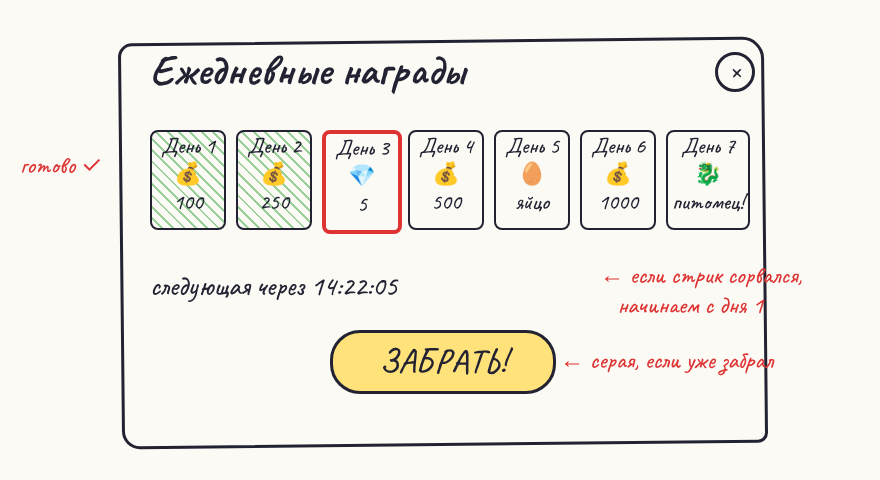 Ежедневные награды
×
День 1
💰
100
День 2
💰
250
День 3
💎
5
День 4
💰
500
День 5
🥚
яйцо
День 6
💰
1000
День 7
🐉
питомец!
готово ✓
следующая через 14:22:05
← если стрик сорвался,
начинаем с дня 1
ЗАБРАТЬ!
← серая, если уже забрал